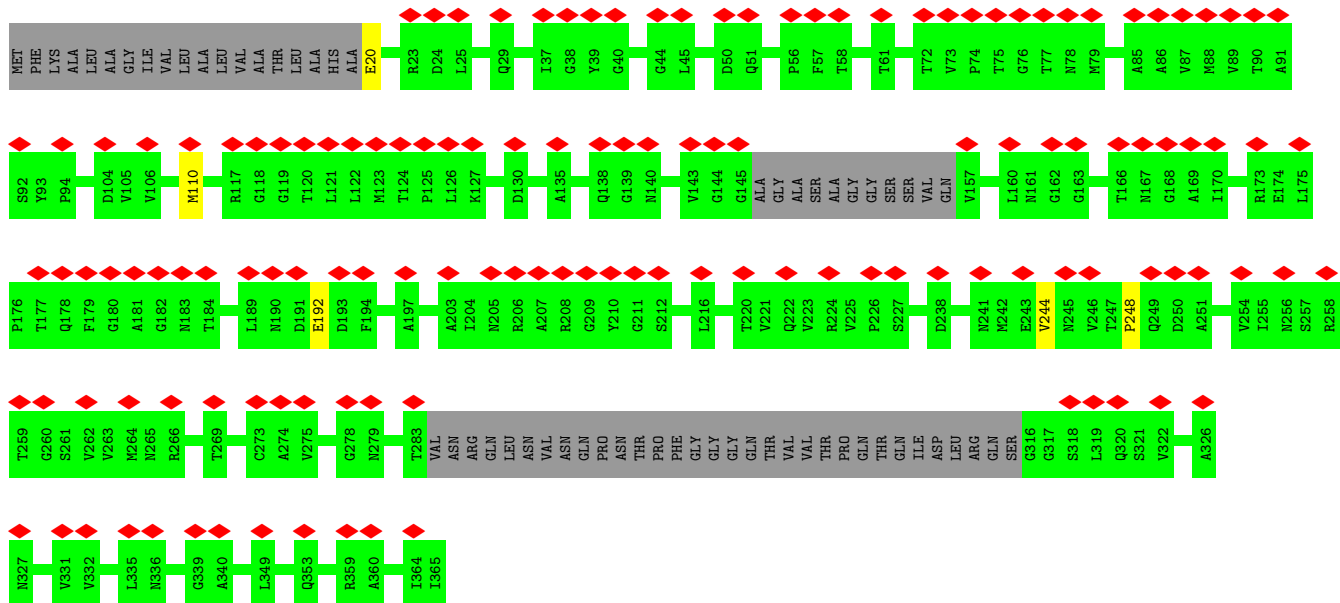 MET PHE LYS ALA LEU ALA GLY ILE VAL LEU ALA LEU VAL ALA THR LEU ALA HIS ALA E20 R23 D24 L25 Q29 I37 G38 Y39 G40 G44 L45 D50 Q51 P56 F57 T58 T61 T72 V73 P74 T75 G76 T77 N78 M79 A85 A86 V87 M88 V89 T90 A91
S92 Y93 P94 D104 V105 V106 M110 R117 G118 G119 T120 L121 L122 M123 T124 P125 L126 K127 D130 A135 Q138 G139 N140 V143 G144 G145 ALA GLY ALA SER ALA GLY GLY SER SER VAL GLN V157 L160 N161 G162 G163 T166 N167 G168 A169 I170 R173 E174 L175
P176 T177 Q178 F179 G180 A181 G182 N183 T184 L189 N190 D191 E192 D193 F194 A197 A203 I204 N205 R206 A207 R208 G209 Y210 G211 S212 L216 T220 V221 Q222 V223 R224 V225 P226 S227 D238 N241 M242 E243 V244 N245 V246 T247 P248 Q249 D250 A251 V254 I255 N256 S257 R258
T259 G260 S261 V262 V263 M264 N265 R266 T269 C273 A274 V275 G278 N279 T283 VAL ASN ARG GLN LEU ASN VAL ASN GLN PRO ASN THR PRO PHE GLY GLY GLY GLN THR VAL VAL THR PRO GLN THR GLN ILE ASP LEU ARG GLN SER G316 G317 S318 L319 Q320 S321 V322 A326
N327 V331 V332 L335 N336 G339 A340 L349 Q353 R359 A360 I364 I365